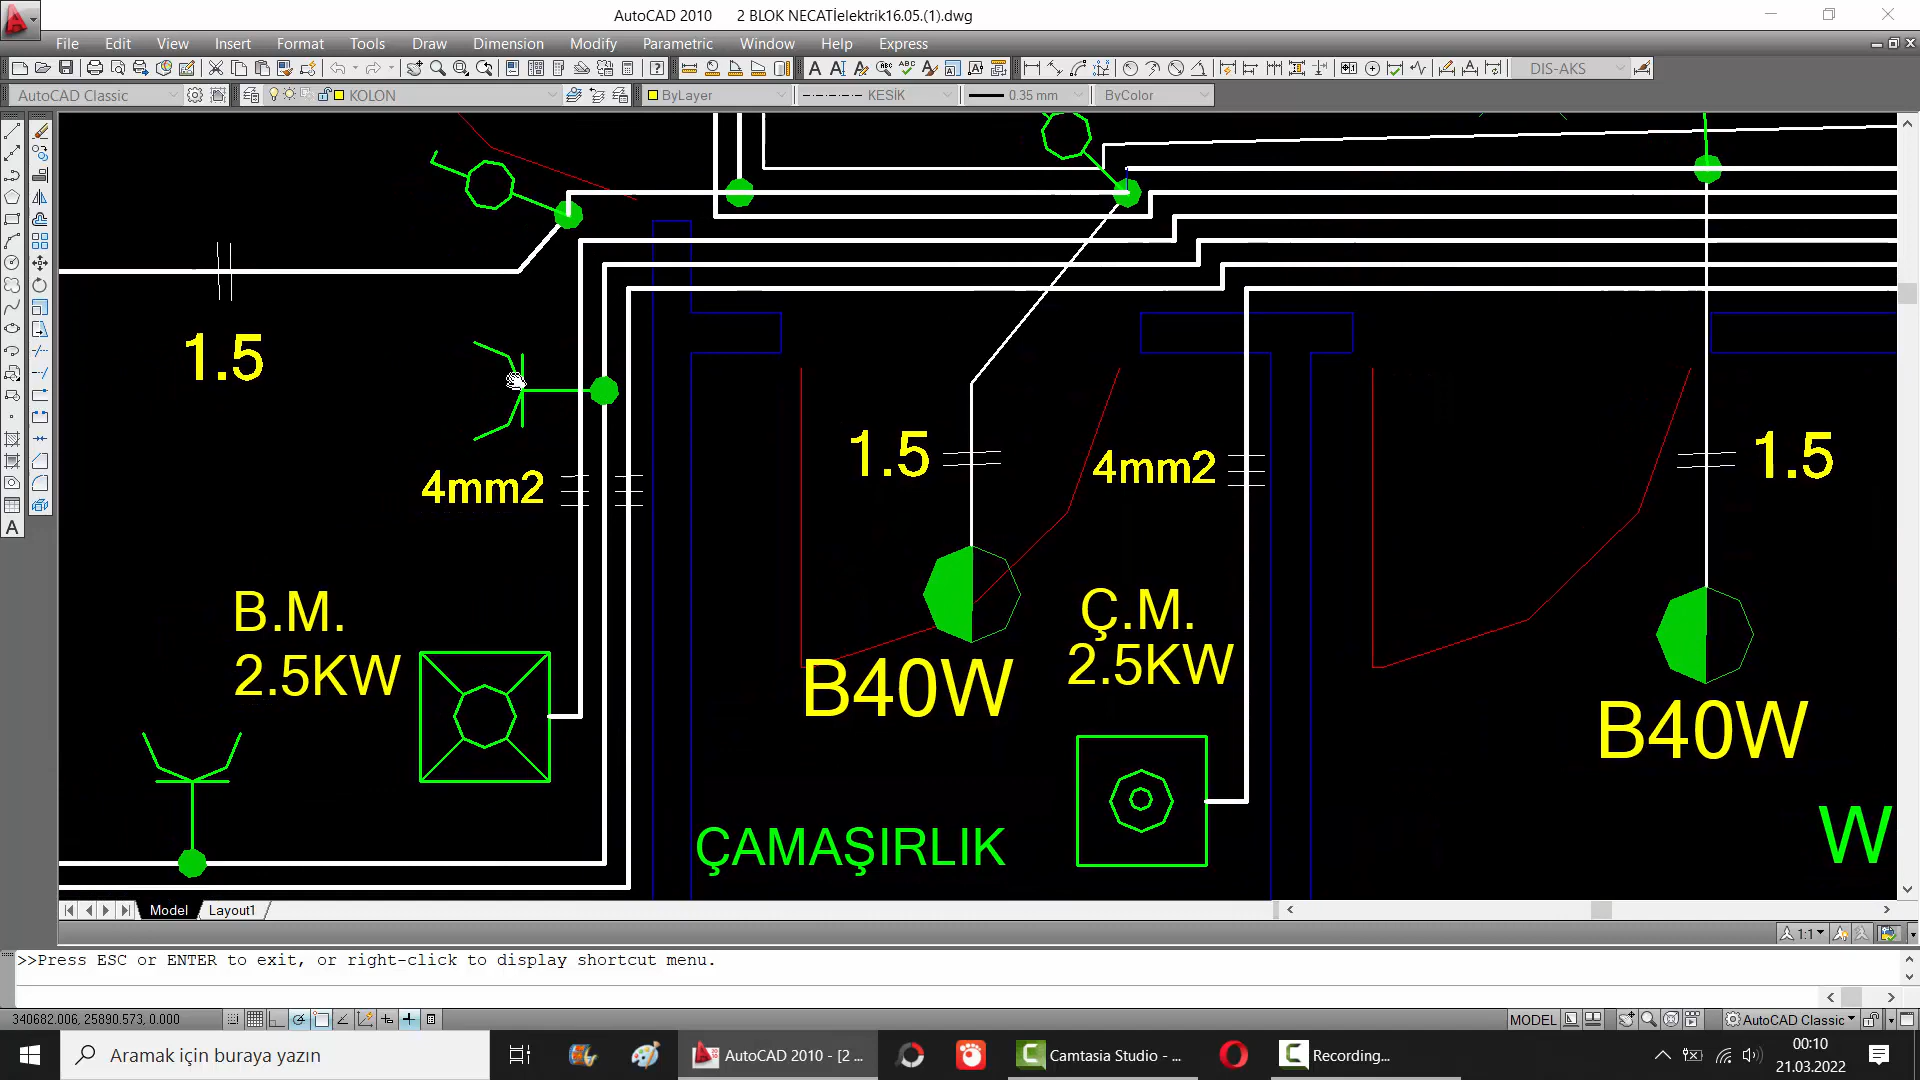 AutoCAD 2010 2 BLOK NECATİelektrik16.05.(1).dwg
File Edit View Insert Format Tools Draw Dimension Modify Parametric Window Help Express
DIS-AKS
AutoCAD Classic KOLON ByLayer KESİK 0.35 mm ByColor
1.5
4mm2
1.5
4mm2
1.5
B.M.
2.5KW
B40W
Ç.M.
2.5KW
B40W
ÇAMAŞIRLIK
W
Model Layout1
1:1
>>Press ESC or ENTER to exit, or right-click to display shortcut menu.
340682.006, 25890.573, 0.000
MODEL AutoCAD Classic
Aramak için buraya yazın
AutoCAD 2010 - [2 ...
Camtasia Studio - ...
Recording...
00:10
21.03.2022